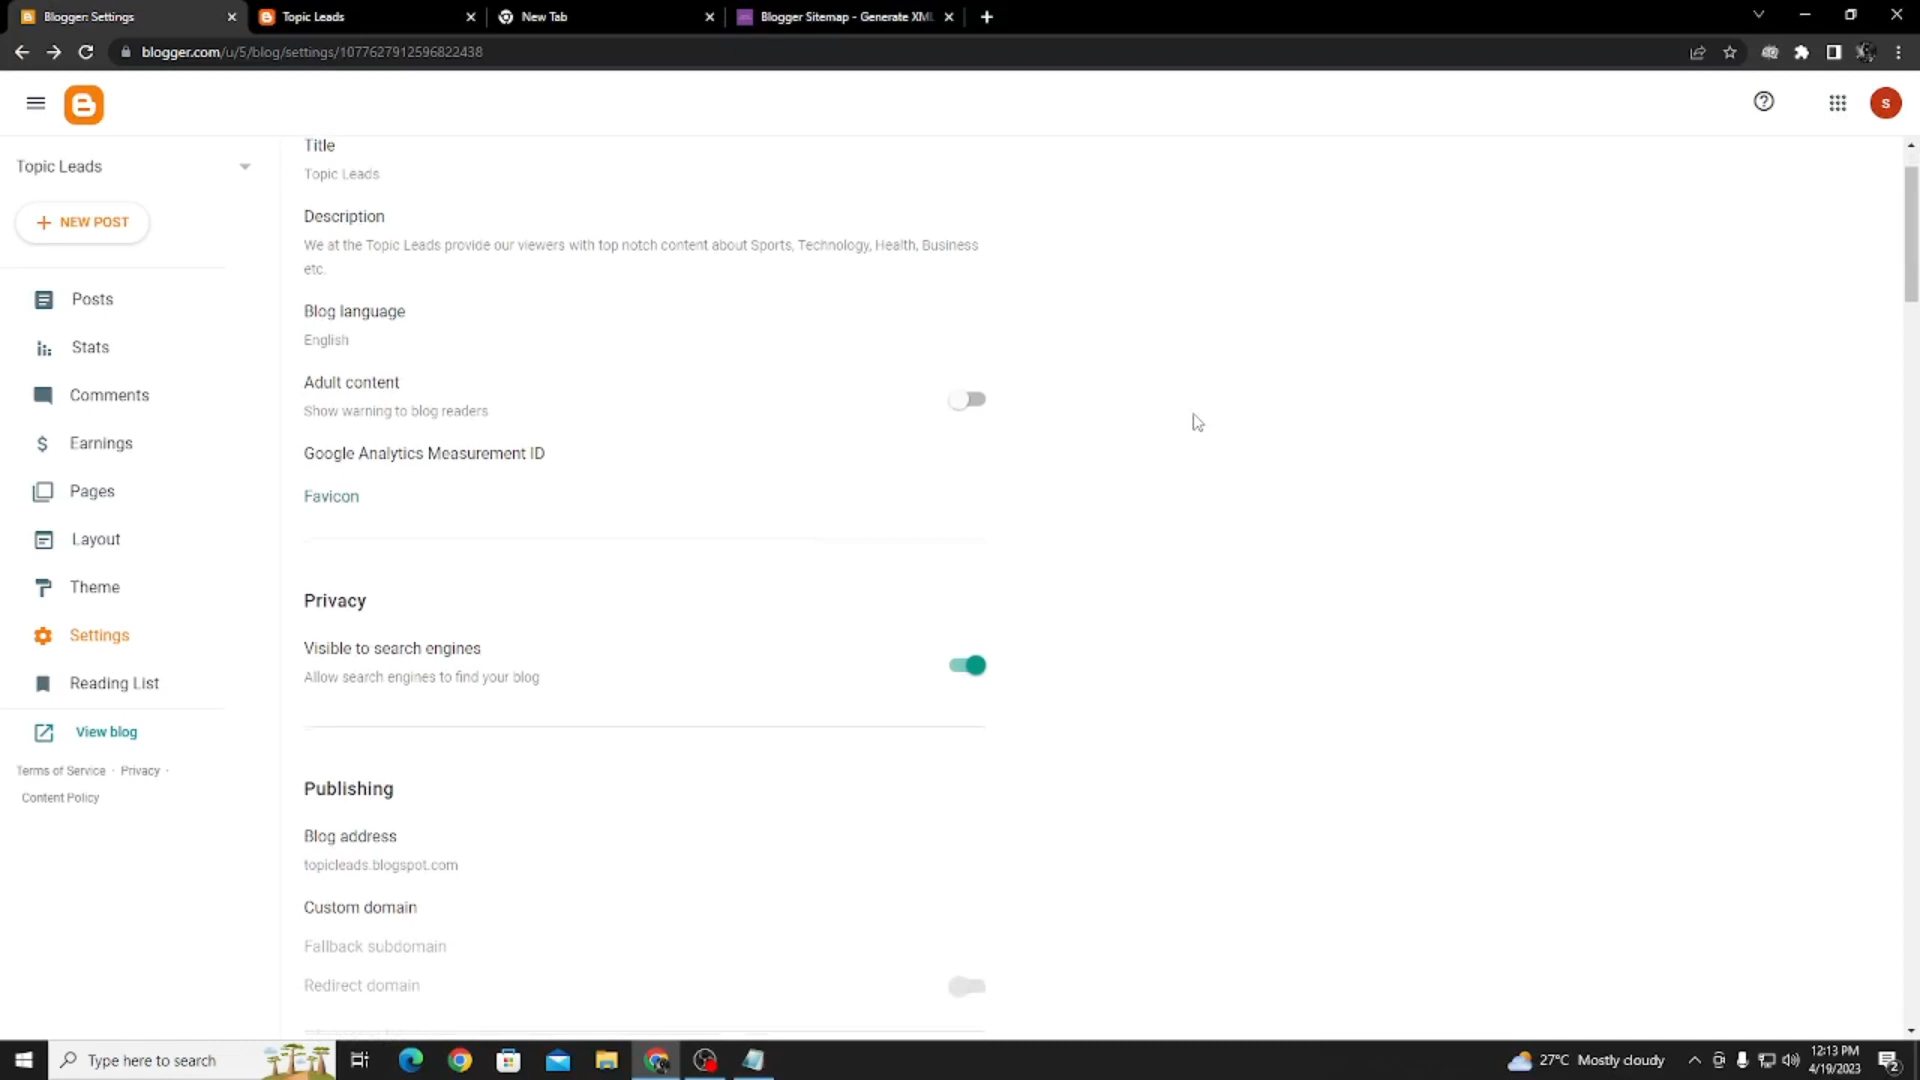 Blogger: Settings
Topic Leads
New Tab
Blogger Sitemap - Generate XML
blogger.com/u/5/blog/settings/1077627912596822438
S
Topic Leads
NEW POST
Posts
Stats
Comments
Earnings
Pages
Layout
Theme
Settings
Reading List
View blog
Terms of Service · Privacy ·
Content Policy
Title
Topic Leads
Description
We at the Topic Leads provide our viewers with top notch content about Sports, Technology, Health, Business
etc.
Blog language
English
Adult content
Show warning to blog readers
Google Analytics Measurement ID
Favicon
Privacy
Visible to search engines
Allow search engines to find your blog
Publishing
Blog address
topicleads.blogspot.com
Custom domain
Fallback subdomain
Redirect domain
Type here to search
27°C Mostly cloudy
12:13 PM
4/19/2023
2